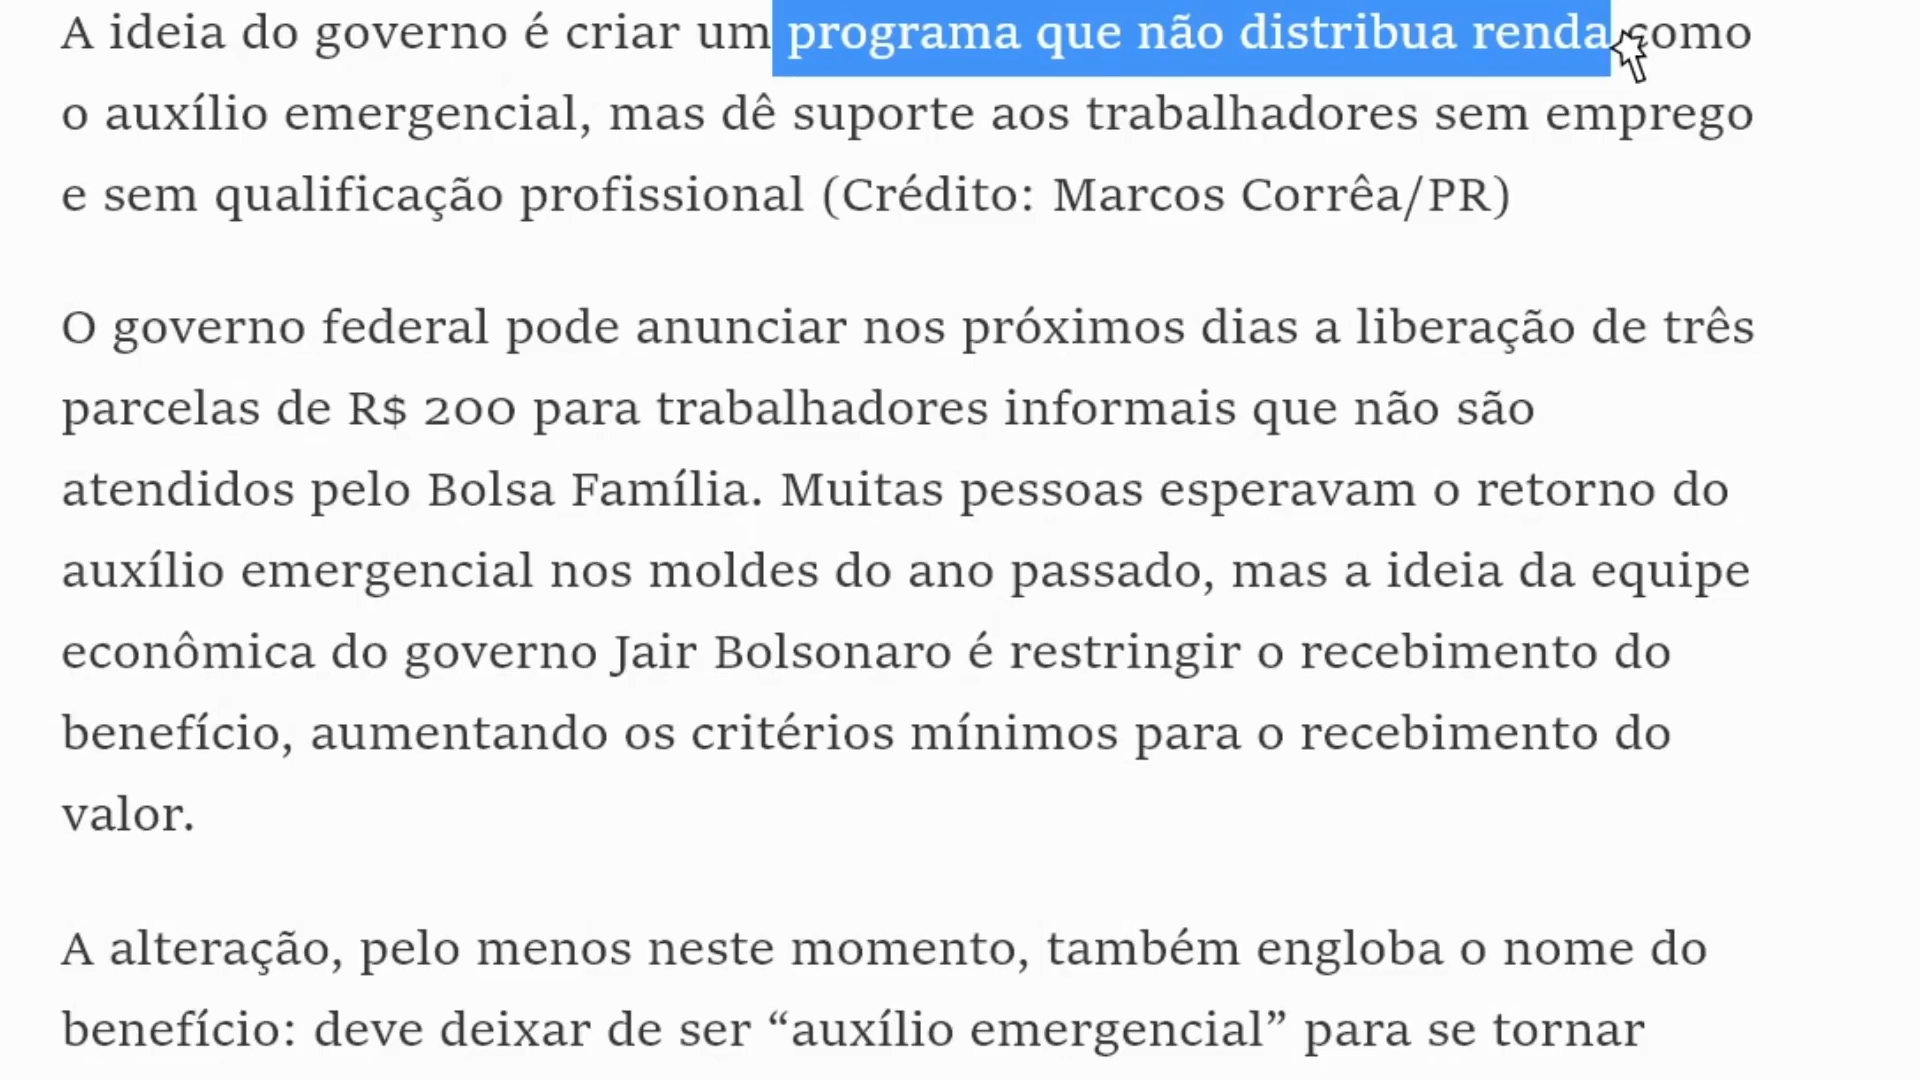 A ideia do governo é criar um programa que não distribua renda como
o auxílio emergencial, mas dê suporte aos trabalhadores sem emprego
e sem qualificação profissional (Crédito: Marcos Corrêa/PR)
O governo federal pode anunciar nos próximos dias a liberação de três
parcelas de R$ 200 para trabalhadores informais que não são
atendidos pelo Bolsa Família. Muitas pessoas esperavam o retorno do
auxílio emergencial nos moldes do ano passado, mas a ideia da equipe
econômica do governo Jair Bolsonaro é restringir o recebimento do
benefício, aumentando os critérios mínimos para o recebimento do
valor.
A alteração, pelo menos neste momento, também engloba o nome do
benefício: deve deixar de ser “auxílio emergencial” para se tornar